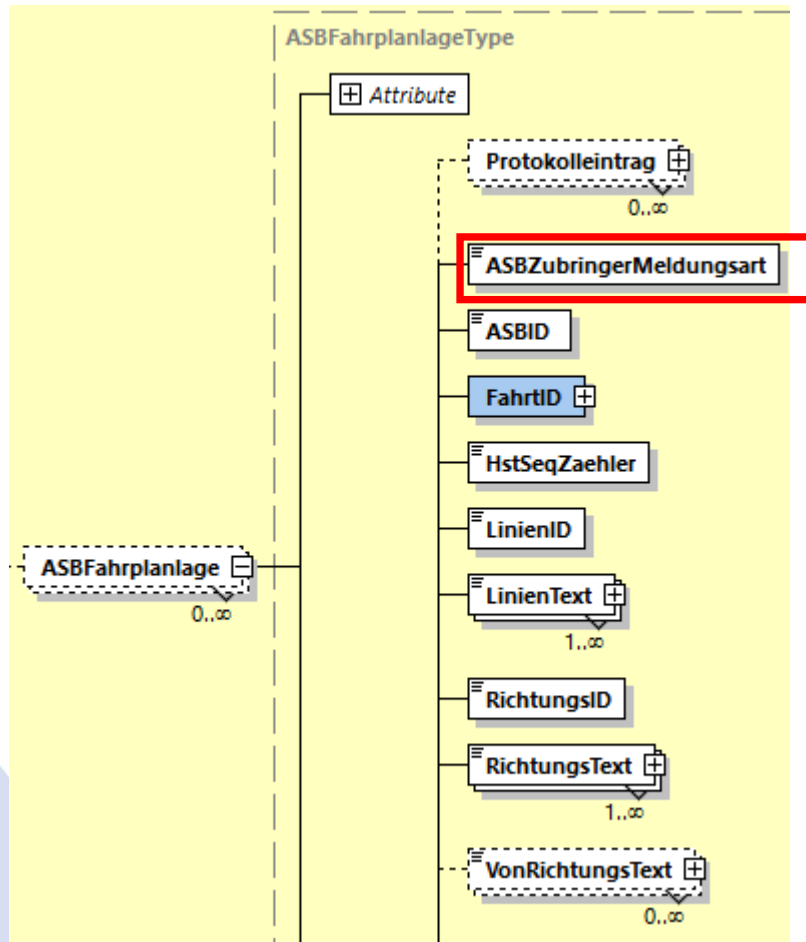 ASBFahrplanlageType
Attribute
Protokolleintrag
0..∞
ASBZubringerMeldungsart
ASBID
FahrtID
HstSeqZaehler
LinienID
ASBFahrplanlage
0..∞
LinienText
1..∞
RichtungsID
RichtungsText
1..∞
VonRichtungsText
0..∞